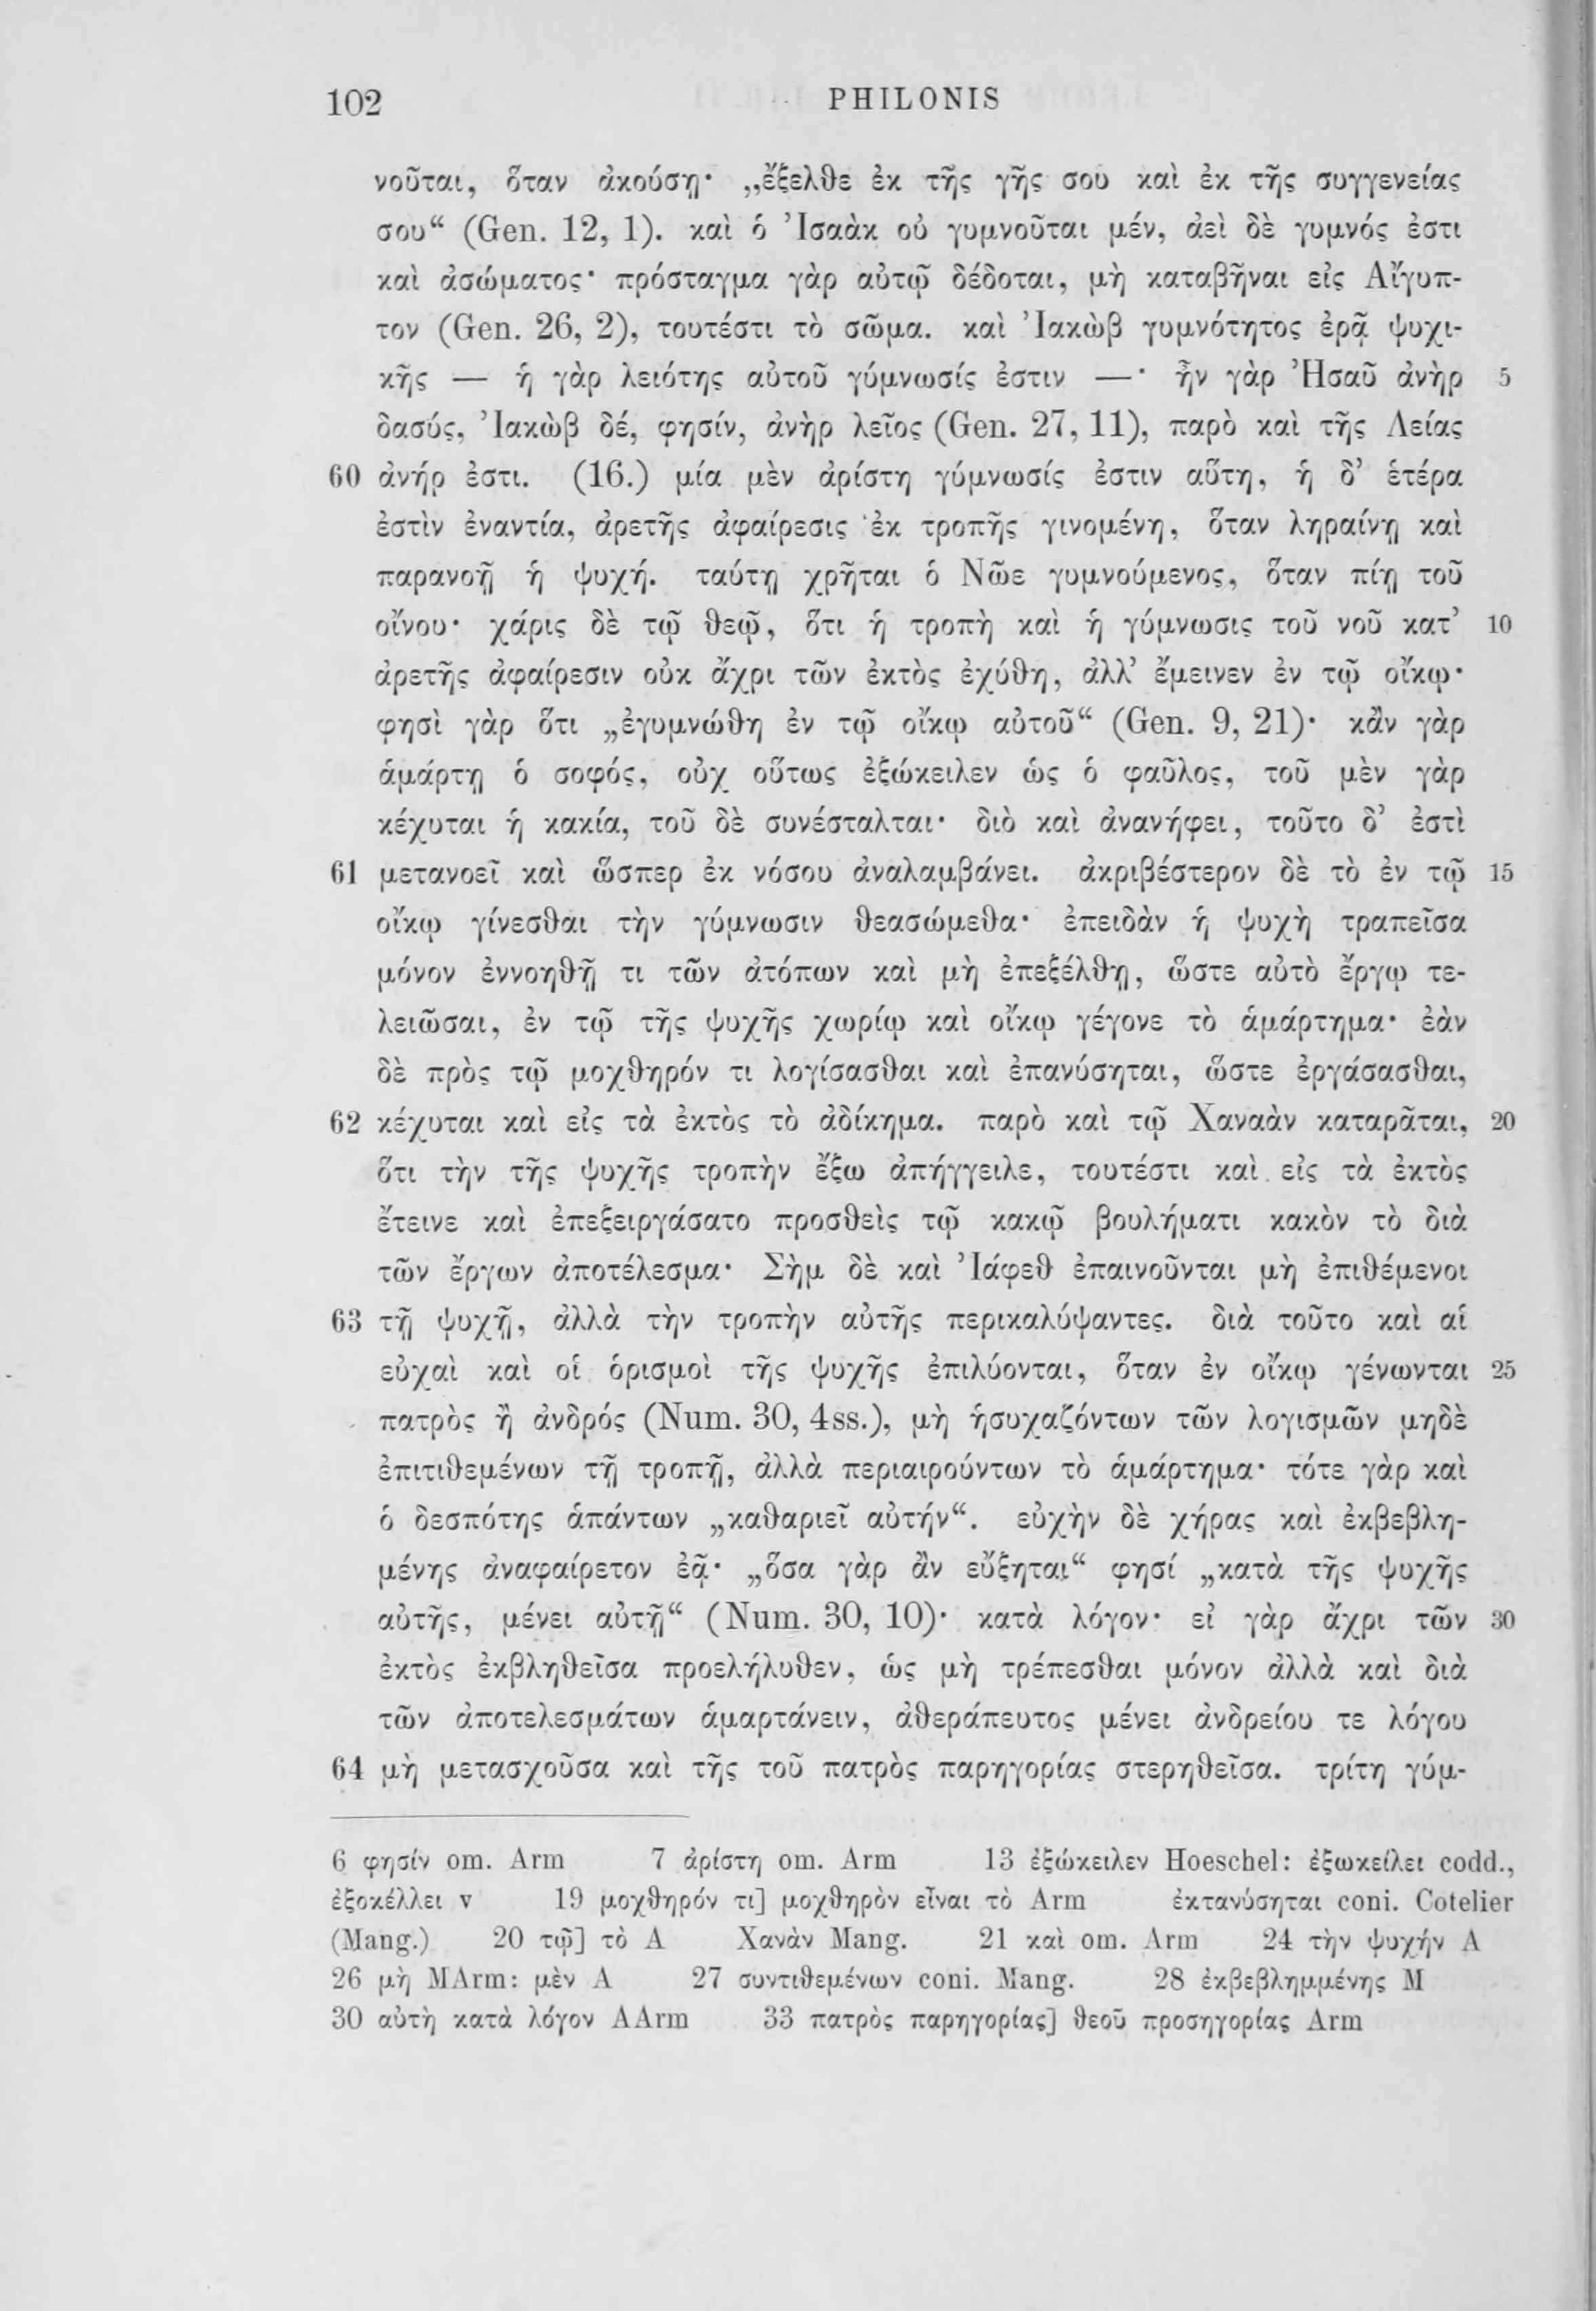 102 PHILONIS
νοῦται, ὅταν ἀκούσῃ· „ἔξελθε ἐκ τῆς γῆς σου καὶ ἐκ τῆς συγγενείας
σου“ (Gen. 12, 1). καὶ ὁ Ἰσαὰκ οὐ γυμνοῦται μέν, ἀεὶ δὲ γυμνός ἐστι
καὶ ἀσώματος· πρόσταγμα γὰρ αὐτῷ δέδοται, μὴ καταβῆναι εἰς Αἴγυπ-
τον (Gen. 26, 2), τουτέστι τὸ σῶμα. καὶ Ἰακὼβ γυμνότητος ἐρᾷ ψυχι-
κῆς — ἡ γὰρ λειότης αὐτοῦ γύμνωσίς ἐστιν —· ἦν γὰρ Ἠσαῦ ἀνὴρ 5
δασύς, Ἰακὼβ δέ, φησίν, ἀνὴρ λεῖος (Gen. 27, 11), παρὸ καὶ τῆς Λείας
60 ἀνήρ ἐστι. (16.) μία μὲν ἀρίστη γύμνωσίς ἐστιν αὕτη, ἡ δ’ ἑτέρα
ἐστὶν ἐναντία, ἀρετῆς ἀφαίρεσις ἐκ τροπῆς γινομένη, ὅταν ληραίνῃ καὶ
παρανοῇ ἡ ψυχή. ταύτῃ χρῆται ὁ Νῶε γυμνούμενος, ὅταν πίῃ τοῦ
οἴνου· χάρις δὲ τῷ θεῷ, ὅτι ἡ τροπὴ καὶ ἡ γύμνωσις τοῦ νοῦ κατ’ 10
ἀρετῆς ἀφαίρεσιν οὐκ ἄχρι τῶν ἐκτὸς ἐχύθη, ἀλλ’ ἔμεινεν ἐν τῷ οἴκῳ·
φησὶ γὰρ ὅτι „ἐγυμνώθη ἐν τῷ οἴκῳ αὐτοῦ“ (Gen. 9, 21)· κἂν γὰρ
ἁμάρτῃ ὁ σοφός, οὐχ οὕτως ἐξώκειλεν ὡς ὁ φαῦλος, τοῦ μὲν γὰρ
κέχυται ἡ κακία, τοῦ δὲ συνέσταλται· διὸ καὶ ἀνανήφει, τοῦτο δ’ ἐστὶ
61 μετανοεῖ καὶ ὥσπερ ἐκ νόσου ἀναλαμβάνει. ἀκριβέστερον δὲ τὸ ἐν τῷ 15
οἴκῳ γίνεσθαι τὴν γύμνωσιν θεασώμεθα· ἐπειδὰν ἡ ψυχὴ τραπεῖσα
μόνον ἐννοηθῇ τι τῶν ἀτόπων καὶ μὴ ἐπεξέλθῃ, ὥστε αὐτὸ ἔργῳ τε-
λειῶσαι, ἐν τῷ τῆς ψυχῆς χωρίῳ καὶ οἴκῳ γέγονε τὸ ἁμάρτημα· ἐὰν
δὲ πρὸς τῷ μοχθηρόν τι λογίσασθαι καὶ ἐπανύσηται, ὥστε ἐργάσασθαι,
62 κέχυται καὶ εἰς τὰ ἐκτὸς τὸ ἀδίκημα. παρὸ καὶ τῷ Χαναὰν καταρᾶται, 20
ὅτι τὴν τῆς ψυχῆς τροπὴν ἔξω ἀπήγγειλε, τουτέστι καὶ εἰς τὰ ἐκτὸς
ἔτεινε καὶ ἐπεξειργάσατο προσθεὶς τῷ κακῷ βουλήματι κακὸν τὸ διὰ
τῶν ἔργων ἀποτέλεσμα· Σὴμ δὲ καὶ Ἰάφεθ ἐπαινοῦνται μὴ ἐπιθέμενοι
63 τῇ ψυχῇ, ἀλλὰ τὴν τροπὴν αὐτῆς περικαλύψαντες. διὰ τοῦτο καὶ αἱ
εὐχαὶ καὶ οἱ ὁρισμοὶ τῆς ψυχῆς ἐπιλύονται, ὅταν ἐν οἴκῳ γένωνται 25
πατρὸς ἢ ἀνδρός (Num. 30, 4ss.), μὴ ἡσυχαζόντων τῶν λογισμῶν μηδὲ
ἐπιτιθεμένων τῇ τροπῇ, ἀλλὰ περιαιρούντων τὸ ἁμάρτημα· τότε γὰρ καὶ
ὁ δεσπότης ἁπάντων „καθαριεῖ αὐτήν“. εὐχὴν δὲ χήρας καὶ ἐκβεβλη-
μένης ἀναφαίρετον ἐᾷ· „ὅσα γὰρ ἂν εὔξηται“ φησί „κατὰ τῆς ψυχῆς
αὐτῆς, μένει αὐτῇ“ (Num. 30, 10)· κατὰ λόγον· εἰ γὰρ ἄχρι τῶν 30
ἐκτὸς ἐκβληθεῖσα προελήλυθεν, ὡς μὴ τρέπεσθαι μόνον ἀλλὰ καὶ διὰ
τῶν ἀποτελεσμάτων ἁμαρτάνειν, ἀθεράπευτος μένει ἀνδρείου τε λόγου
64 μὴ μετασχοῦσα καὶ τῆς τοῦ πατρὸς παρηγορίας στερηθεῖσα. τρίτη γύμ-
6 φησίν om. Arm 7 ἀρίστη om. Arm 13 ἐξώκειλεν Hoeschel: ἐξωκείλει codd.,
ἐξοκέλλει v 19 μοχθηρόν τι] μοχθηρὸν εἶναι τὸ Arm ἐκτανύσηται coni. Cotelier
(Mang.) 20 τῷ] τὸ A Χανὰν Mang. 21 καὶ om. Arm 24 τὴν ψυχήν A
26 μὴ MArm: μὲν A 27 συντιθεμένων coni. Mang. 28 ἐκβεβλημμένης M
30 αὐτὴ κατὰ λόγον AArm 33 πατρὸς παρηγορίας] θεοῦ προσηγορίας Arm